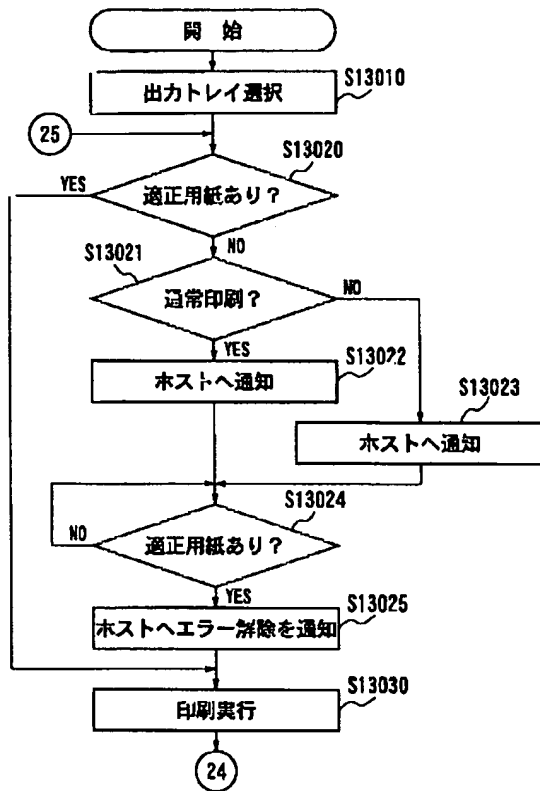 開 始
出力トレイ選択
S13010
25
S13020
YES
適正用紙あり？
NO
S13021
通常印刷？
NO
YES
S13022
ホストへ通知
S13023
ホストへ通知
S13024
NO
適正用紙あり？
YES
S13025
ホストへエラー解除を通知
S13030
印刷実行
24